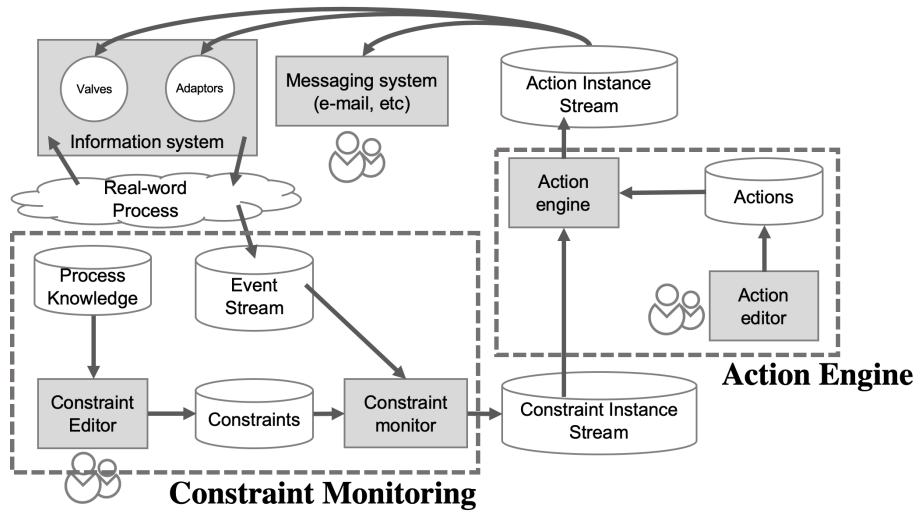 Valves
Adaptors
Information system
Messaging system
(e-mail, etc)
Action Instance
Stream
Real-word
Process
Action
engine
Actions
Action
editor
Action Engine
Process
Knowledge
Event
Stream
Constraint
Editor
Constraints
Constraint
monitor
Constraint Instance
Stream
Constraint Monitoring